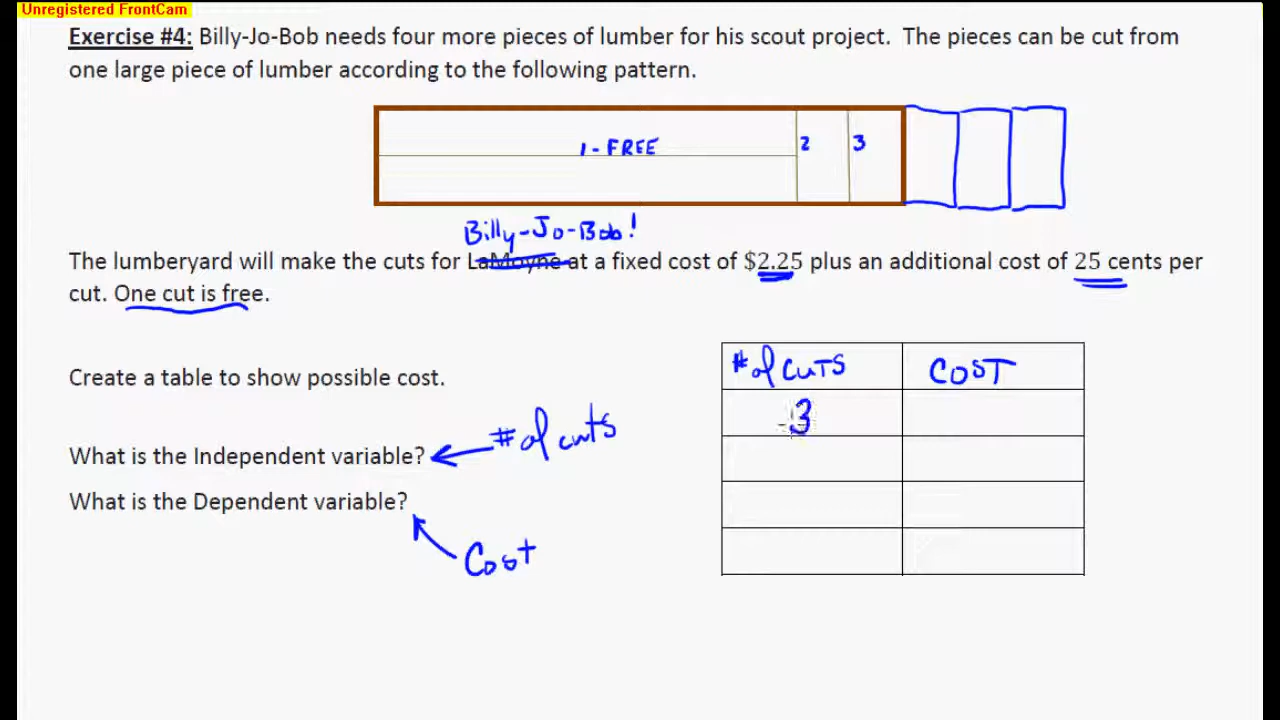 Unregistered FrontCam
Exercise #4: Billy-Jo-Bob needs four more pieces of lumber for his scout project. The pieces can be cut from
one large piece of lumber according to the following pattern.
1-FREE 2 3
Billy-Jo-Bob!
The lumberyard will make the cuts for LaMoyne at a fixed cost of $2.25 plus an additional cost of 25 cents per
cut. One cut is free.
# of cuts COST
Create a table to show possible cost.
3
# of cuts
What is the Independent variable?
What is the Dependent variable?
Cost